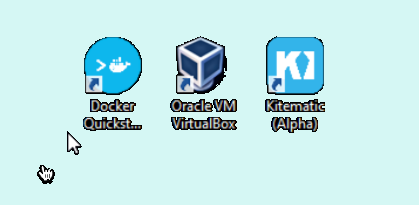 Docker
Quickst...
Oracle VM
VirtualBox
Kitematic
(Alpha)